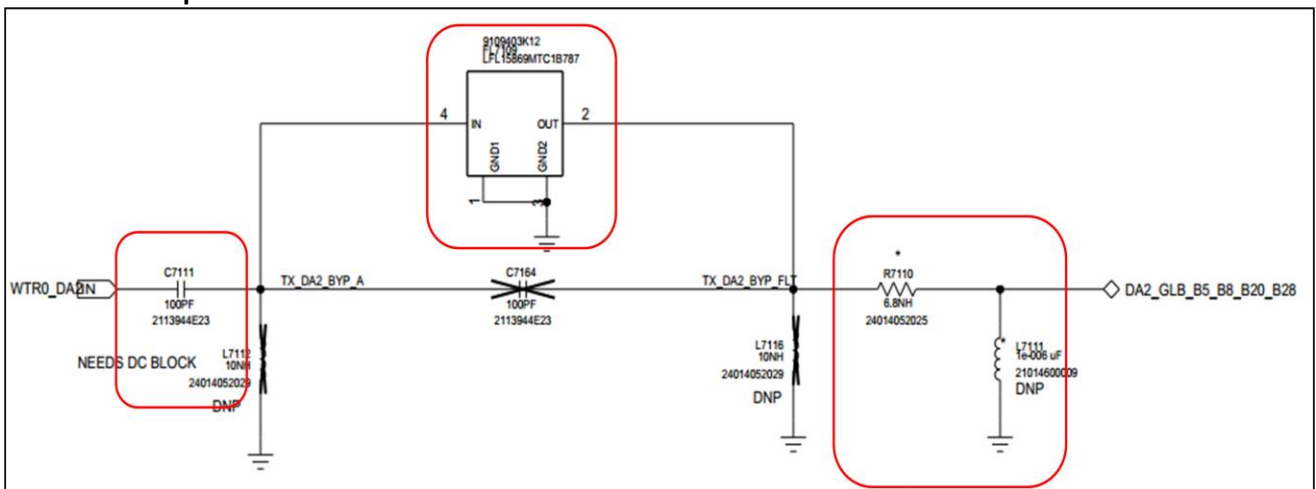 9109403K12
FL7109
LFL15869MTC1B787
4
IN
OUT
2
GND1
GND2
1
3
WTR0_DA2
IN
C7111
100PF
2113944E23
NEEDS DC BLOCK
TX_DA2_BYP_A
L7112
10NH
24014052029
DNP
C7164
100PF
2113944E23
TX_DA2_BYP_FLT
L7116
10NH
24014052029
DNP
*
R7110
6.8NH
24014052025
L7111
1e-006 uF
21014600009
DNP
DA2_GLB_B5_B8_B20_B28